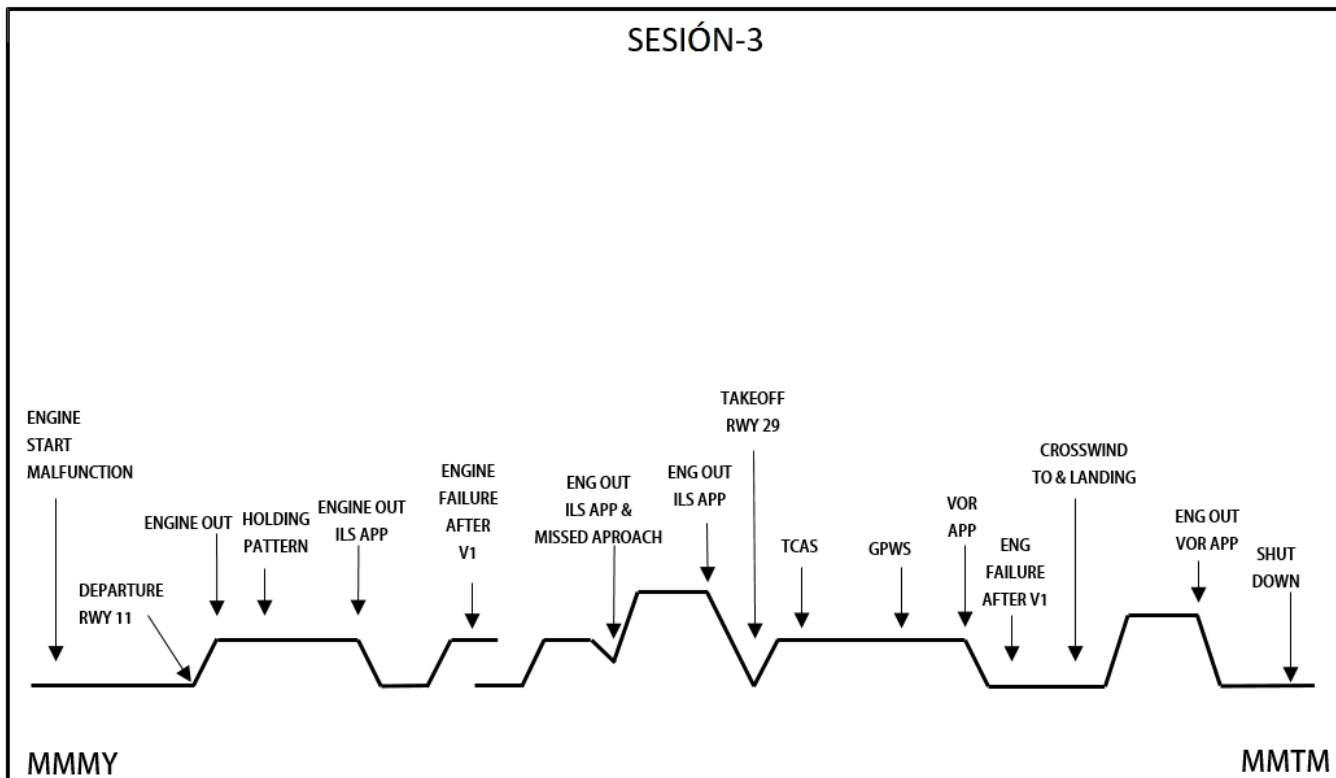 SESIÓN-3
ENGINE
START
MALFUNCTION
DEPARTURE
RWY 11
ENGINE OUT
HOLDING
PATTERN
ENGINE OUT
ILS APP
ENGINE
FAILURE
AFTER
V1
ENG OUT
ILS APP &
MISSED APROACH
ENG OUT
ILS APP
TAKEOFF
RWY 29
TCAS
GPWS
VOR
APP
ENG
FAILURE
AFTER V1
CROSSWIND
TO & LANDING
ENG OUT
VOR APP
SHUT
DOWN
MMMY
MMTM